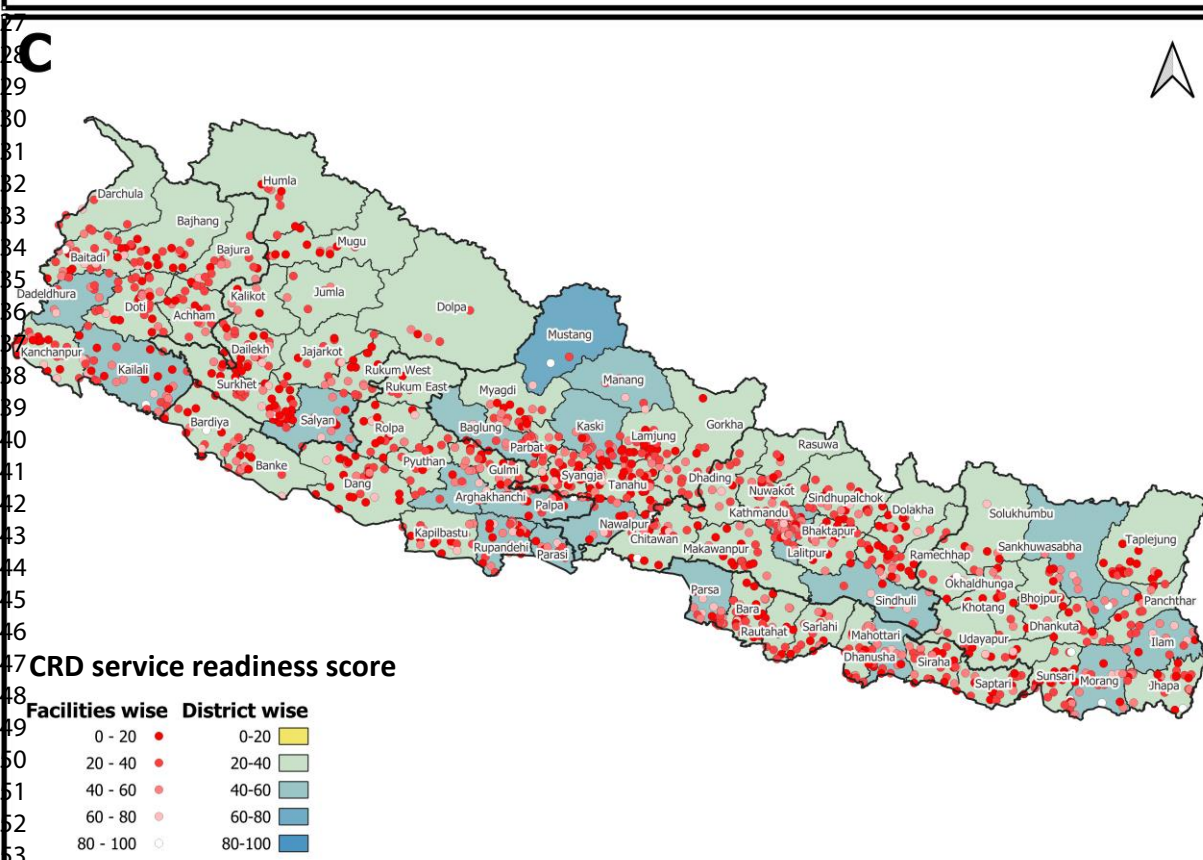 27
28
C
29
30
31
32
33
34
35
36
37
38
39
40
41
42
43
44
45
46
47
48
49
50
51
52
53
Humla
Darchula
Bajhang
Mugu
Bajura
Baitadi
Jumla
Kalikot
Dadeldhura
Doti
Dolpa
Achham
Mustang
Kanchanpur
Dailekh
Jajarkot
Kailali
Rukum West
Manang
Surkhet
Rukum East
Myagdi
Salyan
Bardiya
Rolpa
Baglung
Kaski
Gorkha
Parbat
Lamjung
Rasuwa
Banke
Pyuthan
Gulmi
Syangja
Dang
Tanahu
Dhading
Nuwakot
Arghakhanchi
Sindhupalchok
Palpa
Kathmandu
Dolakha
Solukhumbu
Nawalpur
Bhaktapur
Kapilbastu
Chitawan
Taplejung
Rupandehi
Parasi
Makawanpur
Lalitpur
Ramechhap
Sankhuwasabha
Okhaldhunga
Parsa
Sindhuli
Bhojpur
Panchthar
Bara
Khotang
Rautahat
Sarlahi
Mahottari
Dhankuta
Udayapur
Ilam
Dhanusha
Siraha
Saptari
Sunsari
Morang
Jhapa
CRD service readiness score
Facilities wise District wise
0 - 20 0-20
20 - 40 20-40
40 - 60 40-60
60 - 80 60-80
80 - 100 80-100